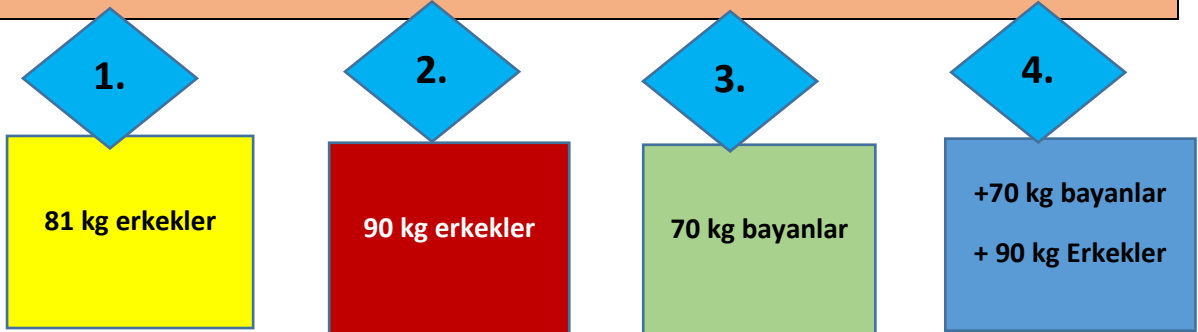 1.
2.
3.
4.
81 kg erkekler
90 kg erkekler
70 kg bayanlar
+70 kg bayanlar
+ 90 kg Erkekler